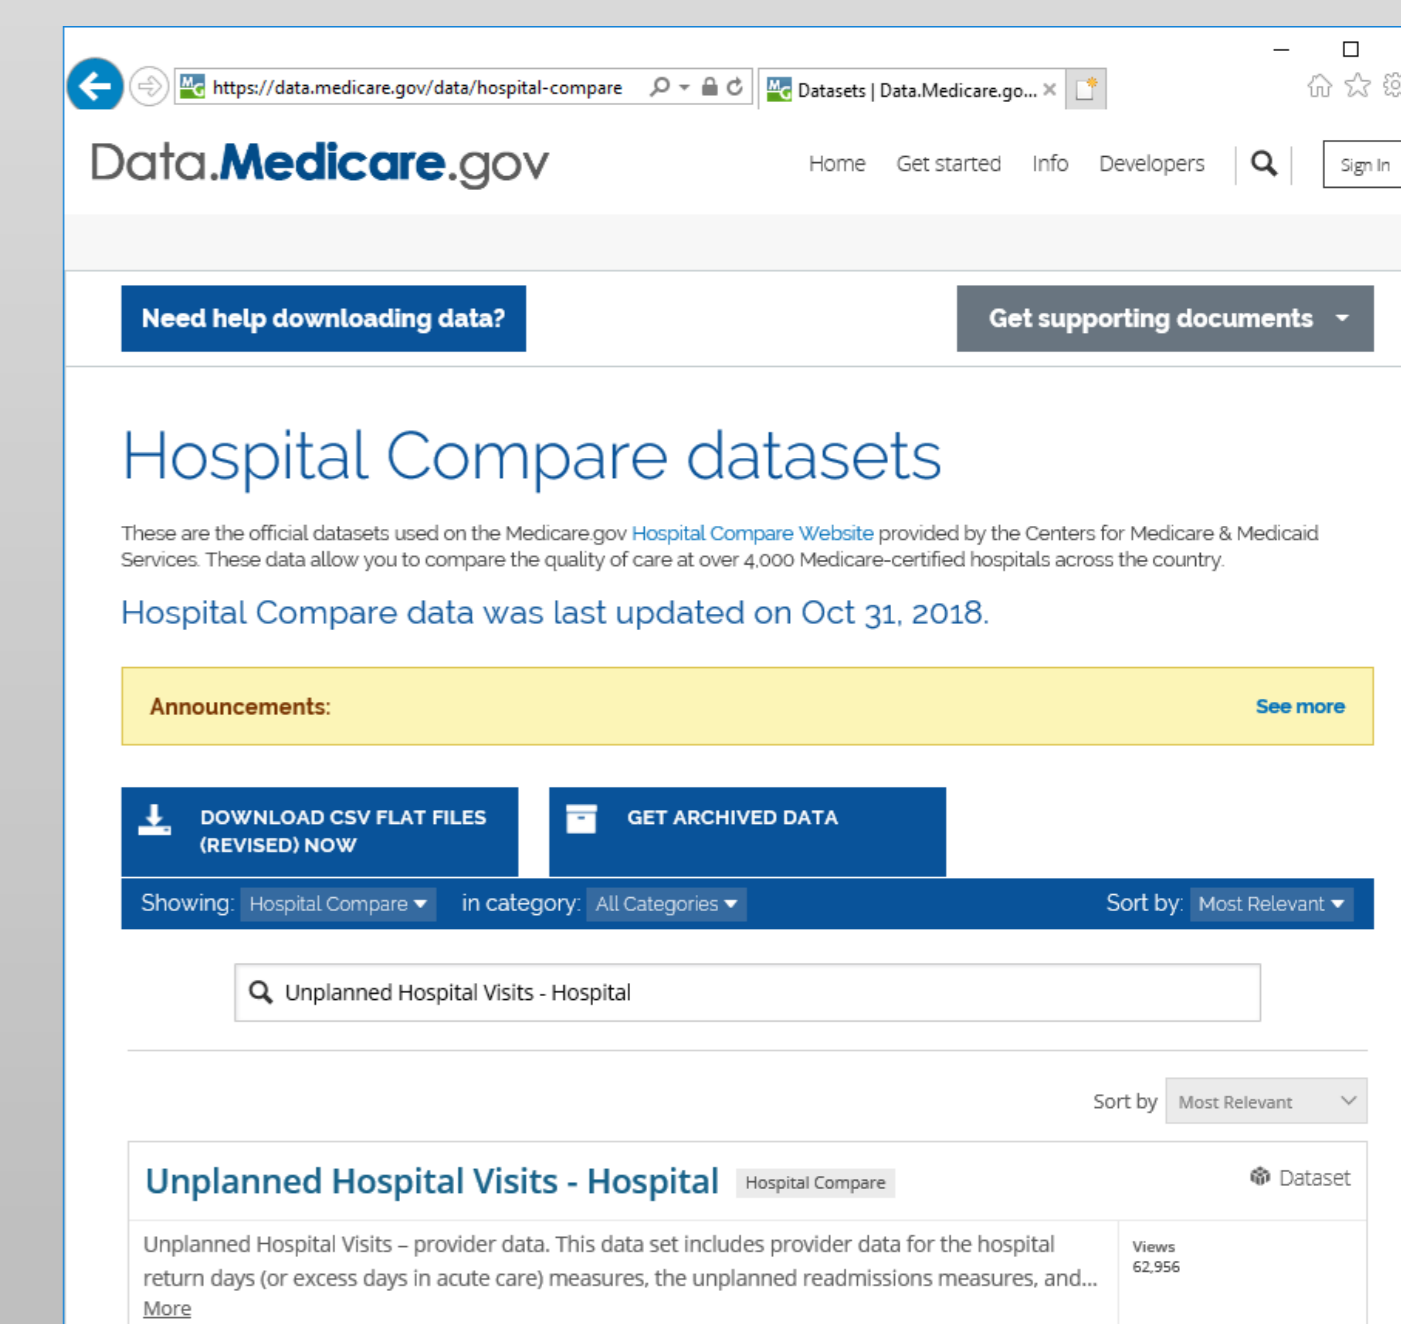 https://data.medicare.gov/data/hospital-compare
Datasets | Data.Medicare.go...
Data.Medicare.gov
Home Get started Info Developers
Sign In
Need help downloading data?
Get supporting documents
Hospital Compare datasets
These are the official datasets used on the Medicare.gov Hospital Compare Website provided by the Centers for Medicare & Medicaid
Services. These data allow you to compare the quality of care at over 4,000 Medicare-certified hospitals across the country.
Hospital Compare data was last updated on Oct 31, 2018.
Announcements:
See more
DOWNLOAD CSV FLAT FILES
(REVISED) NOW
GET ARCHIVED DATA
Showing: Hospital Compare in category: All Categories
Sort by: Most Relevant
Unplanned Hospital Visits - Hospital
Sort by Most Relevant
Unplanned Hospital Visits - Hospital Hospital Compare
Dataset
Unplanned Hospital Visits – provider data. This data set includes provider data for the hospital
return days (or excess days in acute care) measures, the unplanned readmissions measures, and...
More
Views
62,956